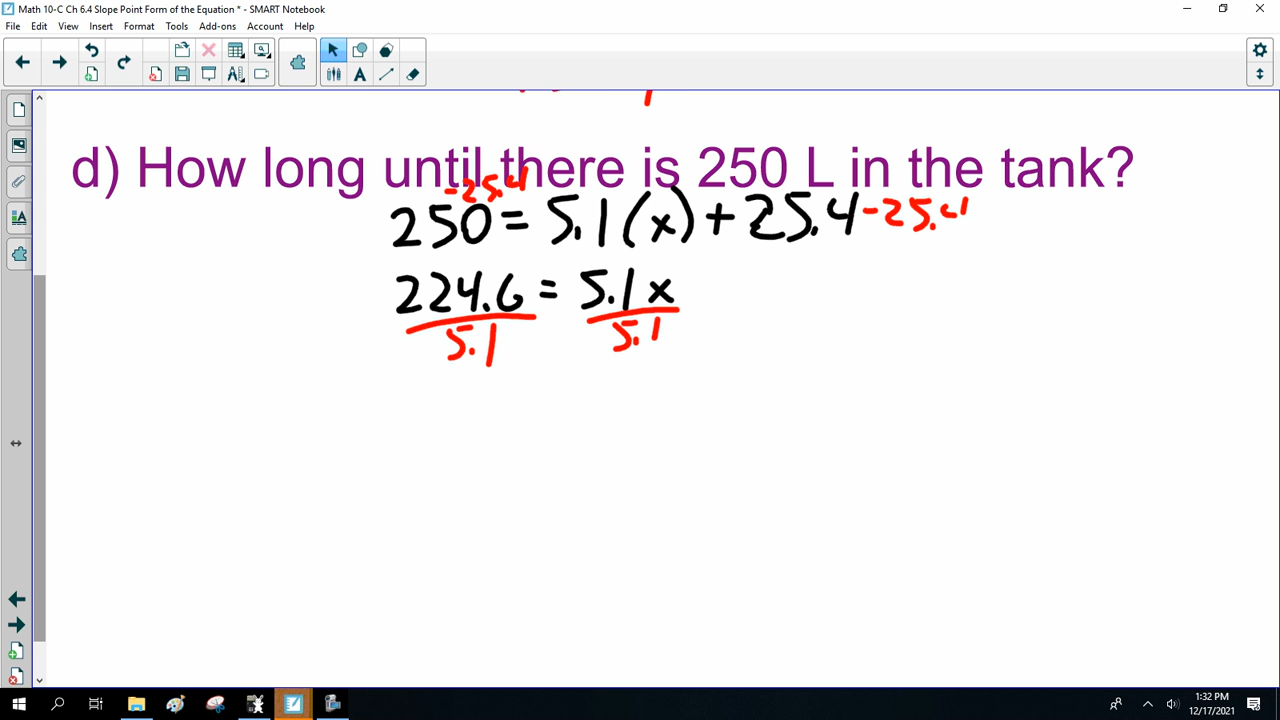 Math 10-C Ch 6.4 Slope Point Form of the Equation * - SMART Notebook
File Edit View Insert Format Tools Add-ons Account Help
d) How long until there is 250 L in the tank?
-25.4
250 = 5.1(x) + 25.4 -25.4
224.6 = 5.1x
5.1 5.1
1:32 PM
12/17/2021